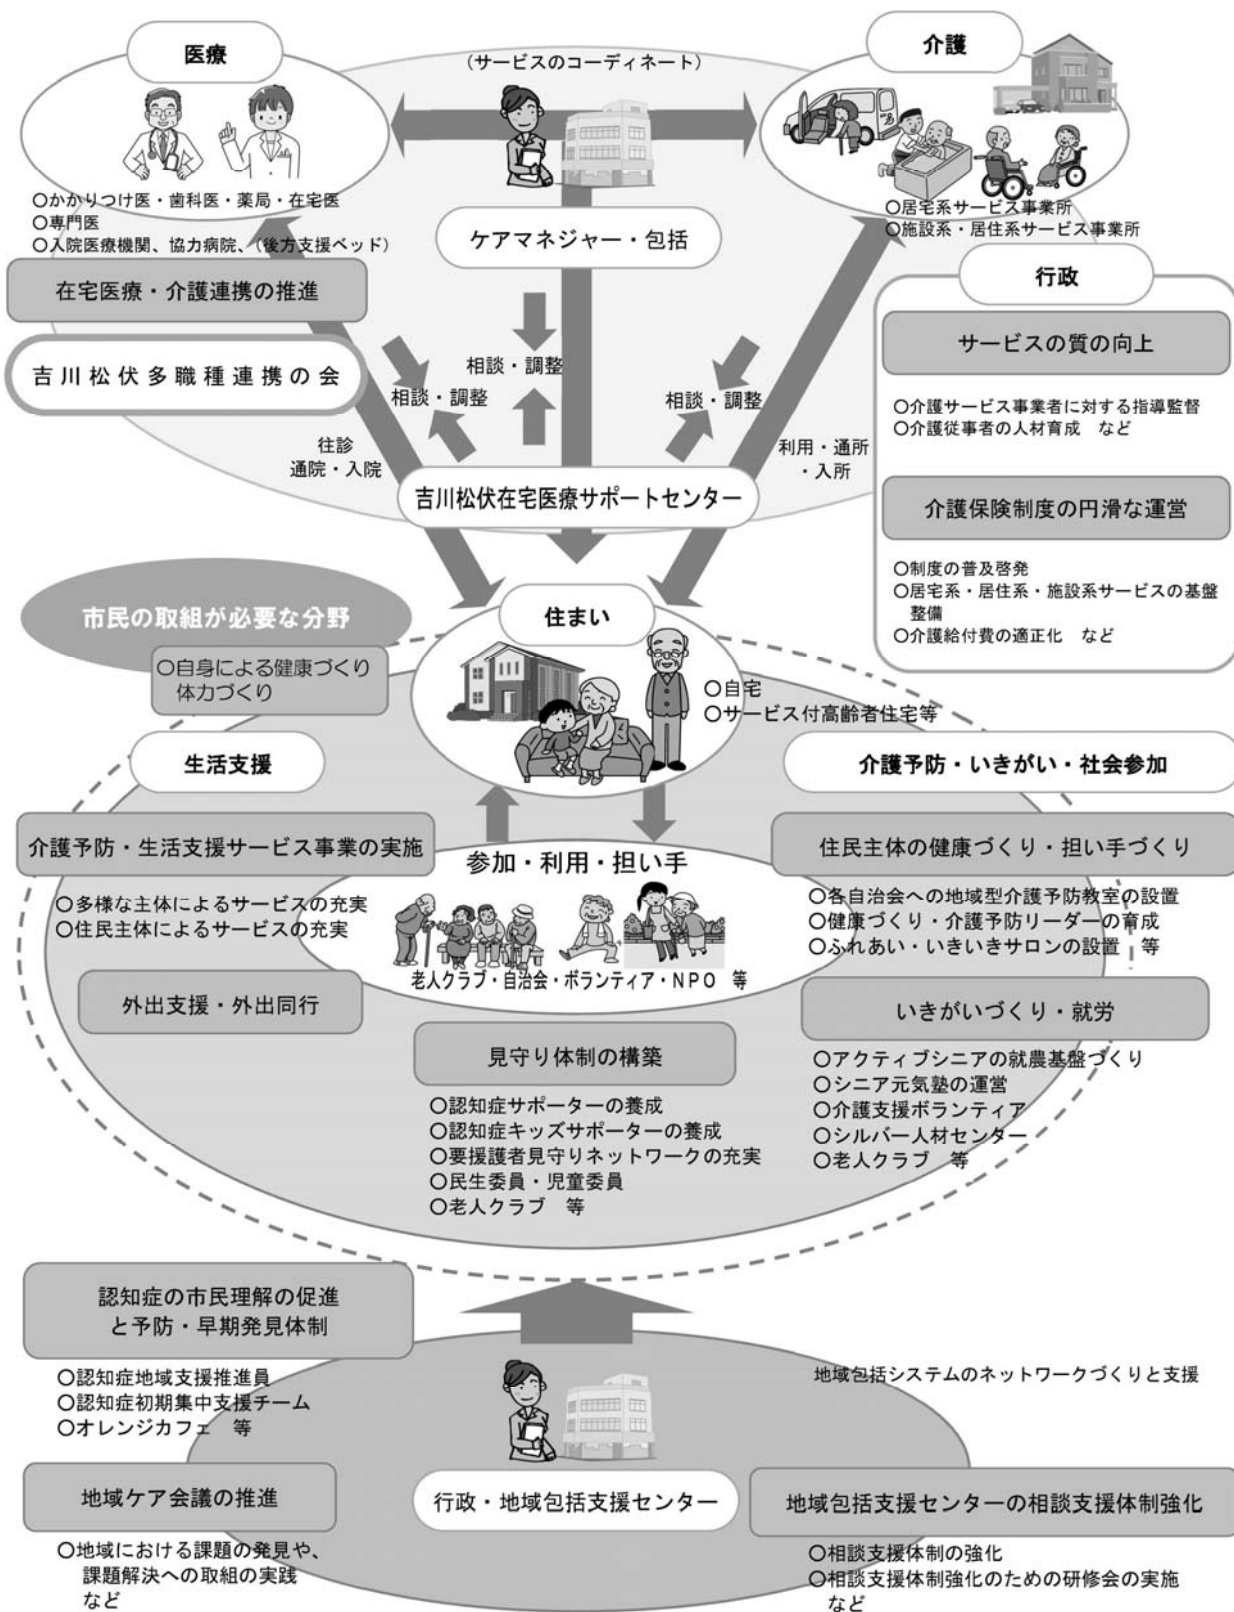 医療
(サービスのコーディネート)
介護
○かかりつけ医・歯科医・薬局・在宅医
○専門医
○入院医療機関、協力病院、(後方支援ベッド)
ケアマネジャー・包括
○居宅系サービス事業所
○施設系・居住系サービス事業所
在宅医療・介護連携の推進
吉川松伏多職種連携の会
相談・調整
相談・調整
相談・調整
往診
通院・入院
利用・通所
・入所
吉川松伏在宅医療サポートセンター
行政
サービスの質の向上
○介護サービス事業者に対する指導監督
○介護従事者の人材育成 など
介護保険制度の円滑な運営
○制度の普及啓発
○居宅系・居住系・施設系サービスの基盤
整備
○介護給付費の適正化 など
市民の取組が必要な分野
○自身による健康づくり
体力づくり
住まい
○自宅
○サービス付高齢者住宅等
生活支援
介護予防・生活支援サービス事業の実施
○多様な主体によるサービスの充実
○住民主体によるサービスの充実
外出支援・外出同行
参加・利用・担い手
老人クラブ・自治会・ボランティア・NPO 等
見守り体制の構築
○認知症サポーターの養成
○認知症キッズサポーターの養成
○要援護者見守りネットワークの充実
○民生委員・児童委員
○老人クラブ 等
介護予防・いきがい・社会参加
住民主体の健康づくり・担い手づくり
○各自治会への地域型介護予防教室の設置
○健康づくり・介護予防リーダーの育成
○ふれあい・いきいきサロンの設置 等
いきがいづくり・就労
○アクティブシニアの就農基盤づくり
○シニア元気塾の運営
○介護支援ボランティア
○シルバー人材センター
○老人クラブ 等
認知症の市民理解の促進
と予防・早期発見体制
○認知症地域支援推進員
○認知症初期集中支援チーム
○オレンジカフェ 等
地域包括システムのネットワークづくりと支援
行政・地域包括支援センター
地域ケア会議の推進
○地域における課題の発見や、
課題解決への取組の実践
など
地域包括支援センターの相談支援体制強化
○相談支援体制の強化
○相談支援体制強化のための研修会の実施
など